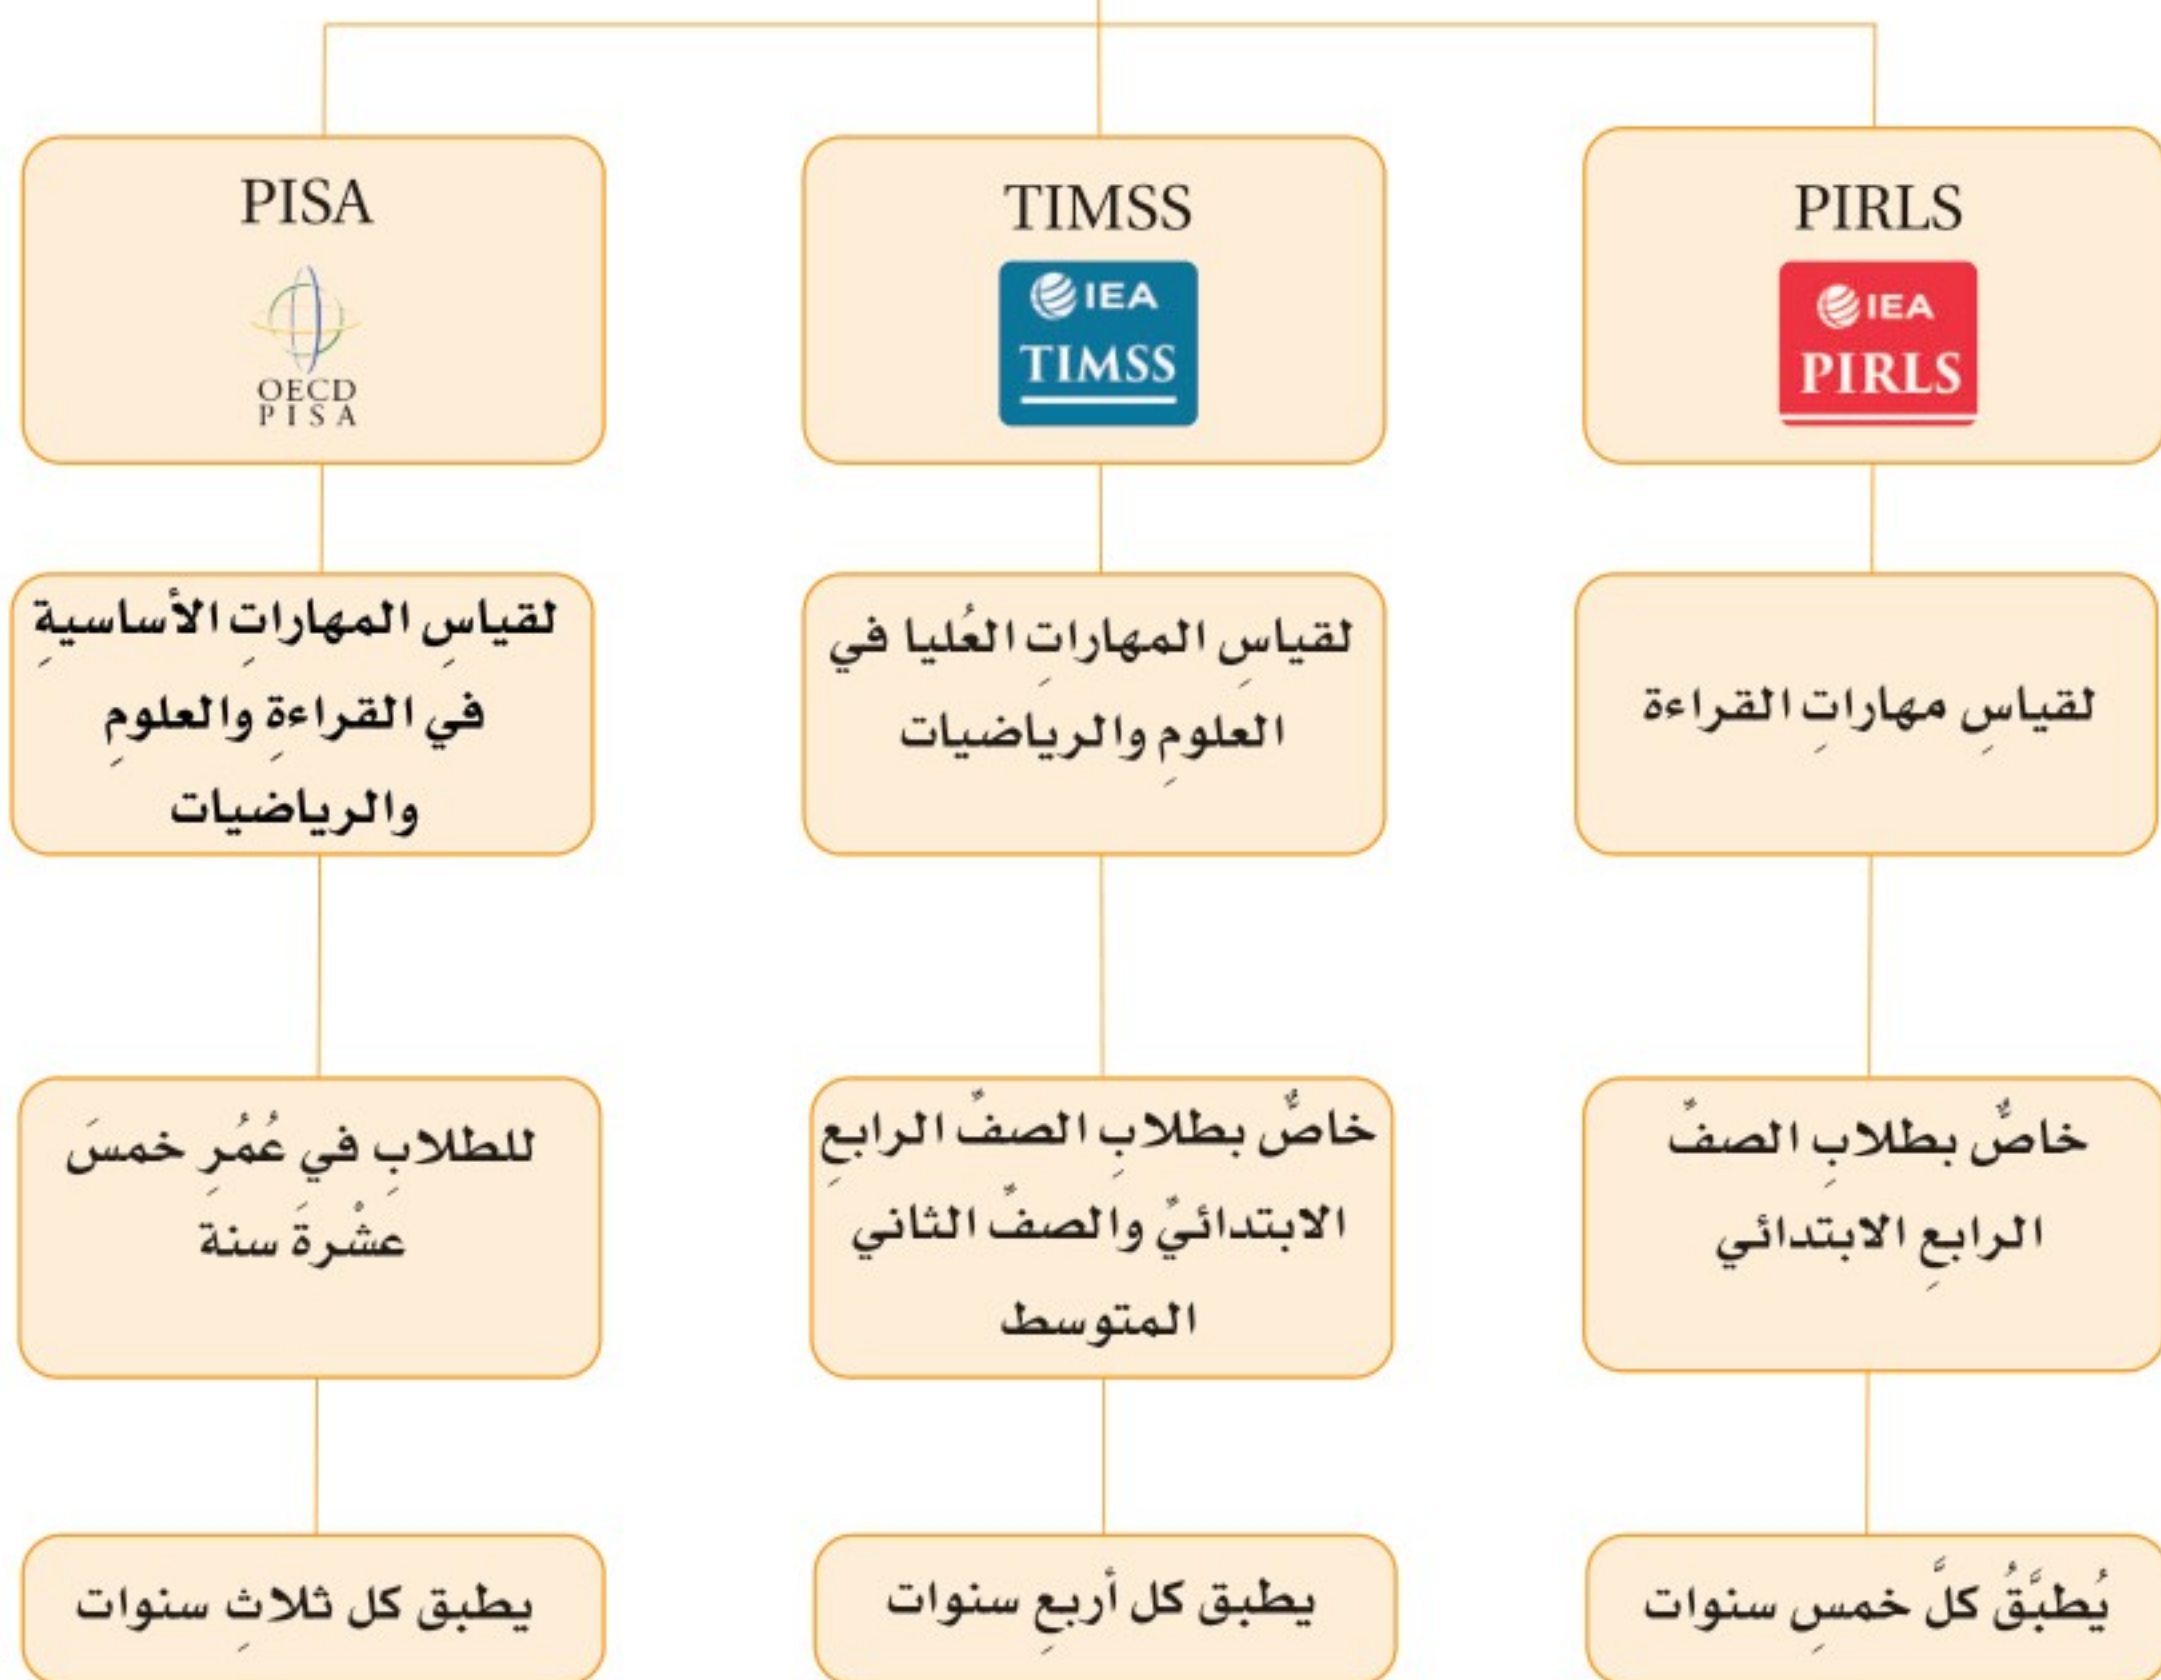 PIRLS
IEA
PIRLS
لقياسِ مهاراتِ القراءة
خاصٌّ بطلابِ الصفِّ
الرابعِ الابتدائي
يُطبَّقُ كلَّ خمسِ سنوات
TIMSS
IEA
TIMSS
لقياسِ المهاراتِ العُليا في
العلومِ والرياضيات
خاصٌّ بطلابِ الصفِّ الرابعِ
الابتدائيِّ والصفِّ الثاني
المتوسط
يطبق كل أربعِ سنوات
PISA
OECD
PISA
لقياسِ المهاراتِ الأساسيةِ
في القراءةِ والعلومِ
والرياضيات
للطلابِ في عُمُرِ خمسَ
عشْرةَ سنة
يطبق كل ثلاثِ سنوات